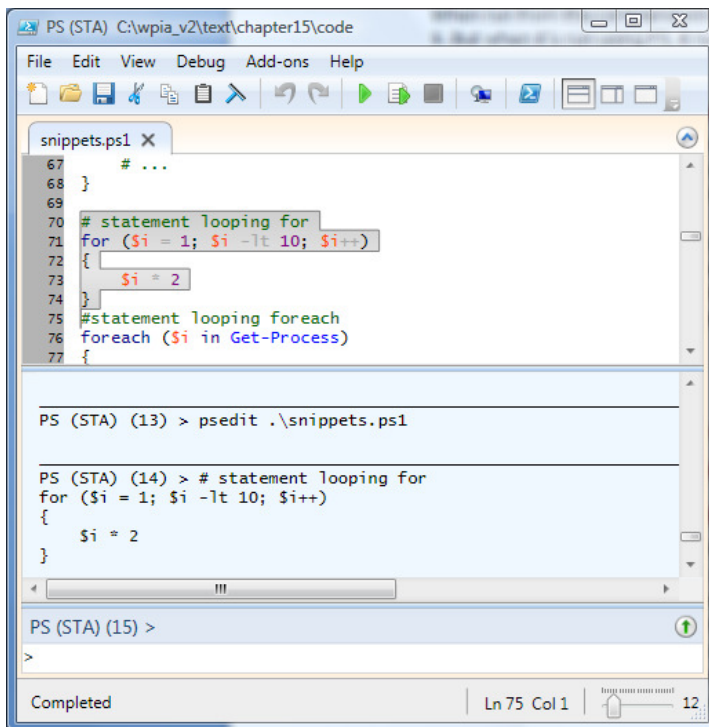 PS (STA) C:\wpia_v2\text\chapter15\code
File Edit View Debug Add-ons Help
snippets.ps1
67 # ...
68 }
69
70 # statement looping for
71 for ($i = 1; $i -lt 10; $i++)
72 {
73 $i * 2
74 }
75 #statement looping foreach
76 foreach ($i in Get-Process)
77 {
PS (STA) (13) > psedit .\snippets.ps1
PS (STA) (14) > # statement looping for
for ($i = 1; $i -lt 10; $i++)
{
$i * 2
}
PS (STA) (15) >
>
Completed
Ln 75 Col 1
12